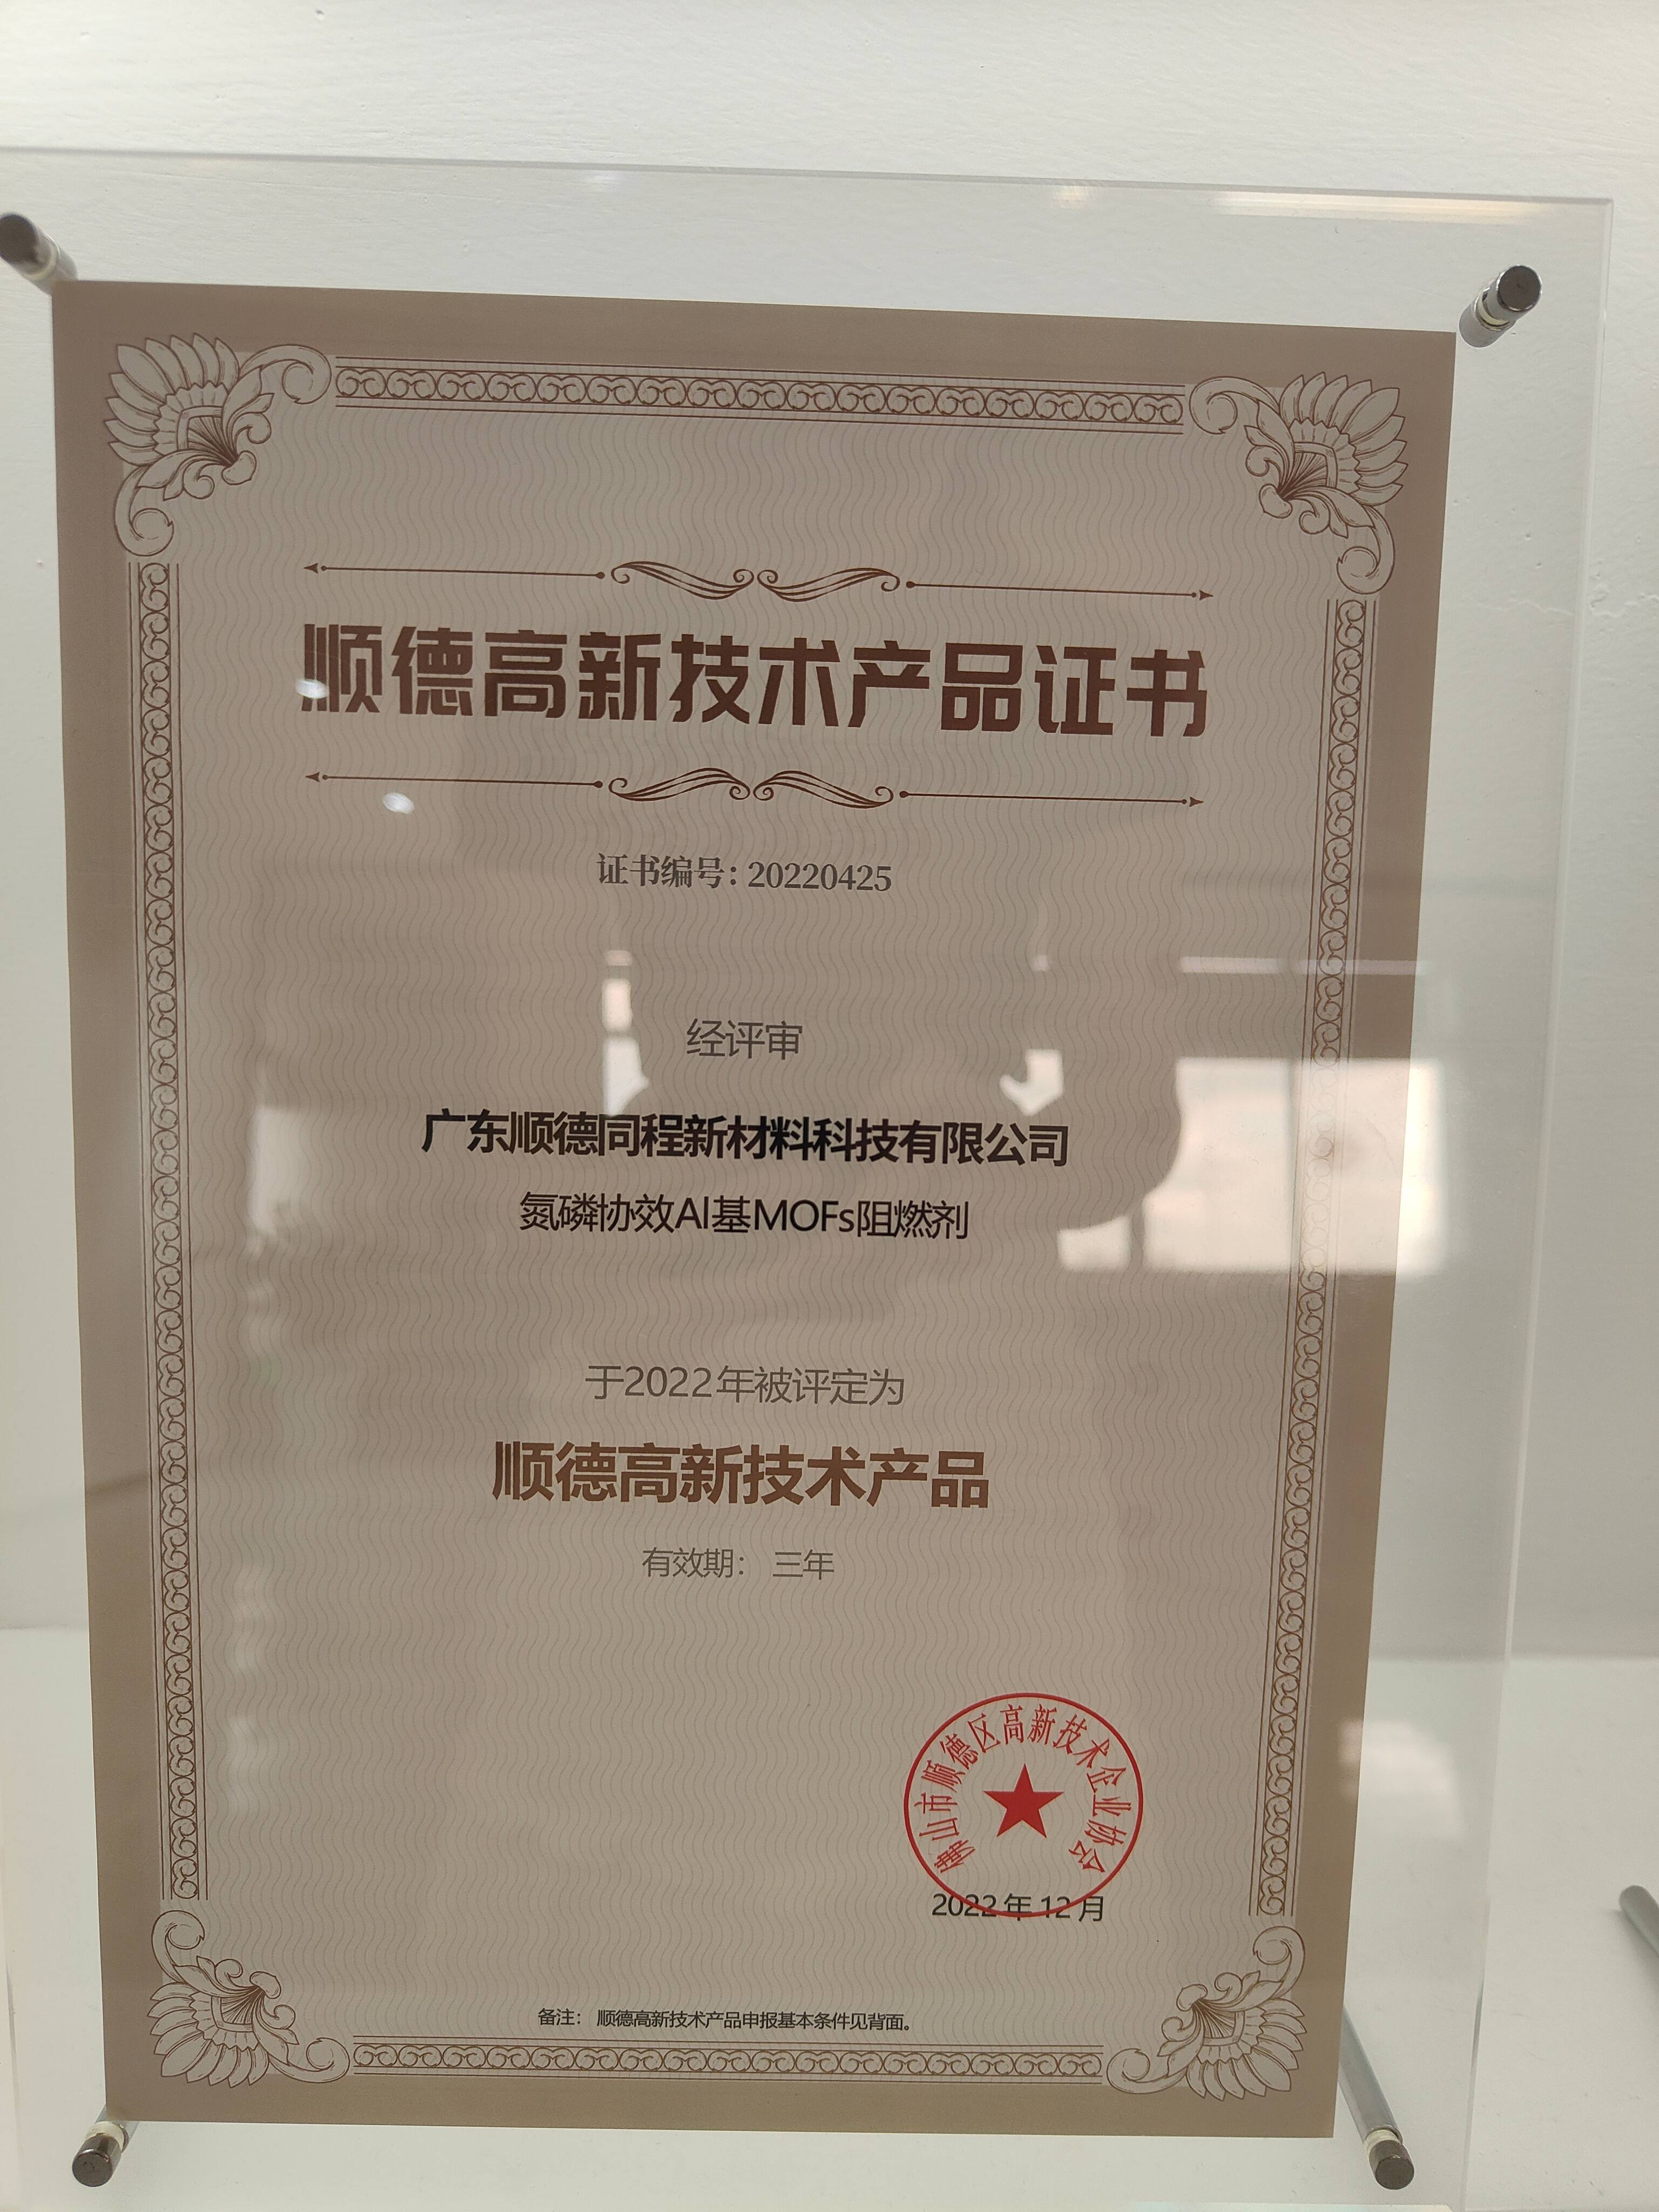 顺德高新技术产品证书
证书编号：20220425
经评审
广东顺德同程新材料科技有限公司
氮磷协效Al基MOFs阻燃剂
于2022年被评定为
顺德高新技术产品
有效期： 三年
佛山市顺德区高新技术企业协会
2022年12月
备注： 顺德高新技术产品申报基本条件见背面。